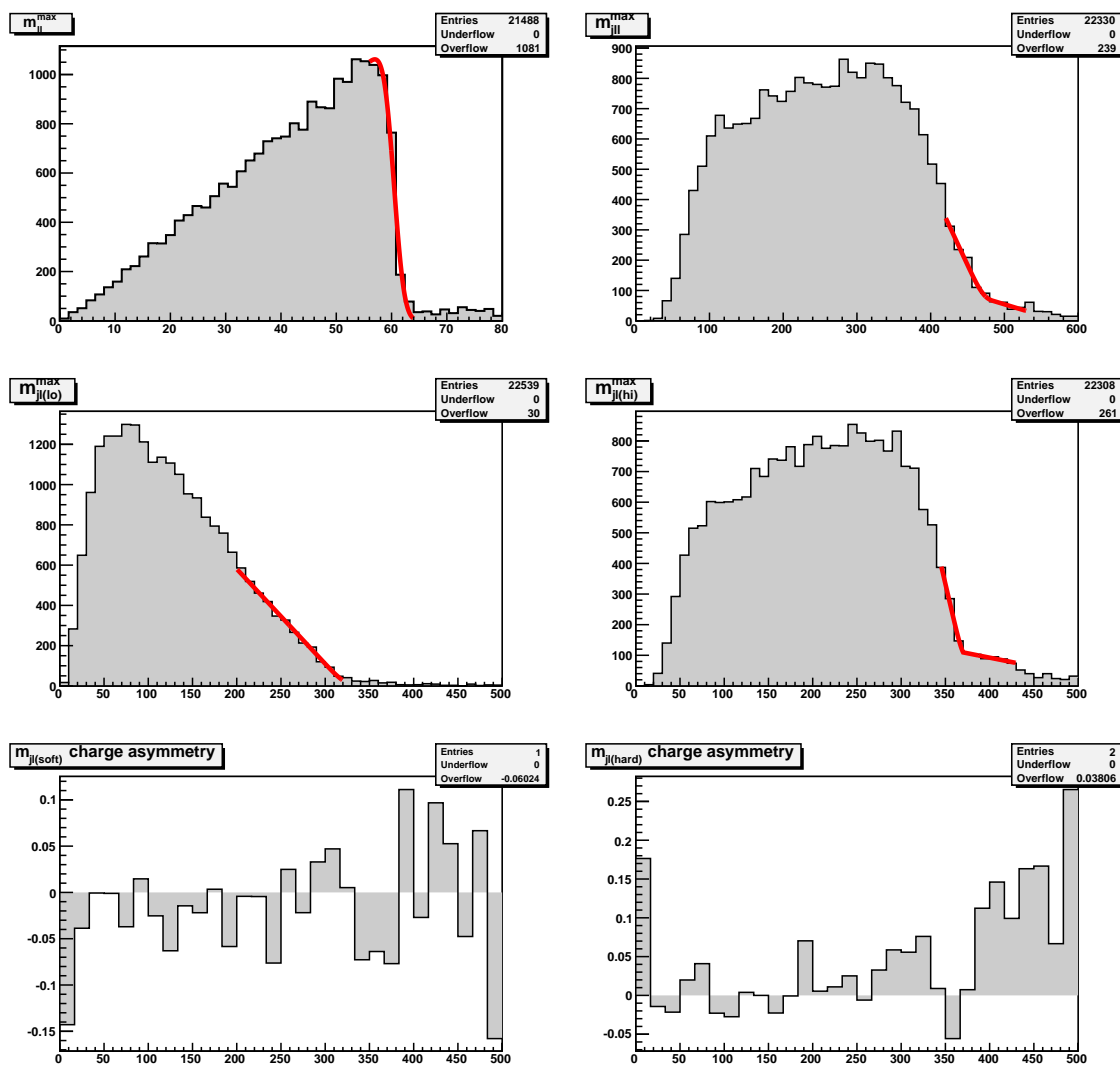 m_ll^max
Entries 21488
Underflow 0
Overflow 1081
0 200 400 600 800 1000
0 10 20 30 40 50 60 70 80
m_jll^max
Entries 22330
Underflow 0
Overflow 239
0 100 200 300 400 500 600 700 800 900
100 200 300 400 500 600
m_jl(lo)^max
Entries 22539
Underflow 0
Overflow 30
0 200 400 600 800 1000 1200
0 50 100 150 200 250 300 350 400 450 500
m_jl(hi)^max
Entries 22308
Underflow 0
Overflow 261
0 100 200 300 400 500 600 700 800
0 50 100 150 200 250 300 350 400 450 500
m_jl(soft) charge asymmetry
Entries 1
Underflow 0
Overflow -0.06024
-0.15 -0.1 -0.05 0 0.05 0.1
0 50 100 150 200 250 300 350 400 450 500
m_jl(hard) charge asymmetry
Entries 2
Underflow 0
Overflow 0.03806
-0.05 0 0.05 0.1 0.15 0.2 0.25
0 50 100 150 200 250 300 350 400 450 500